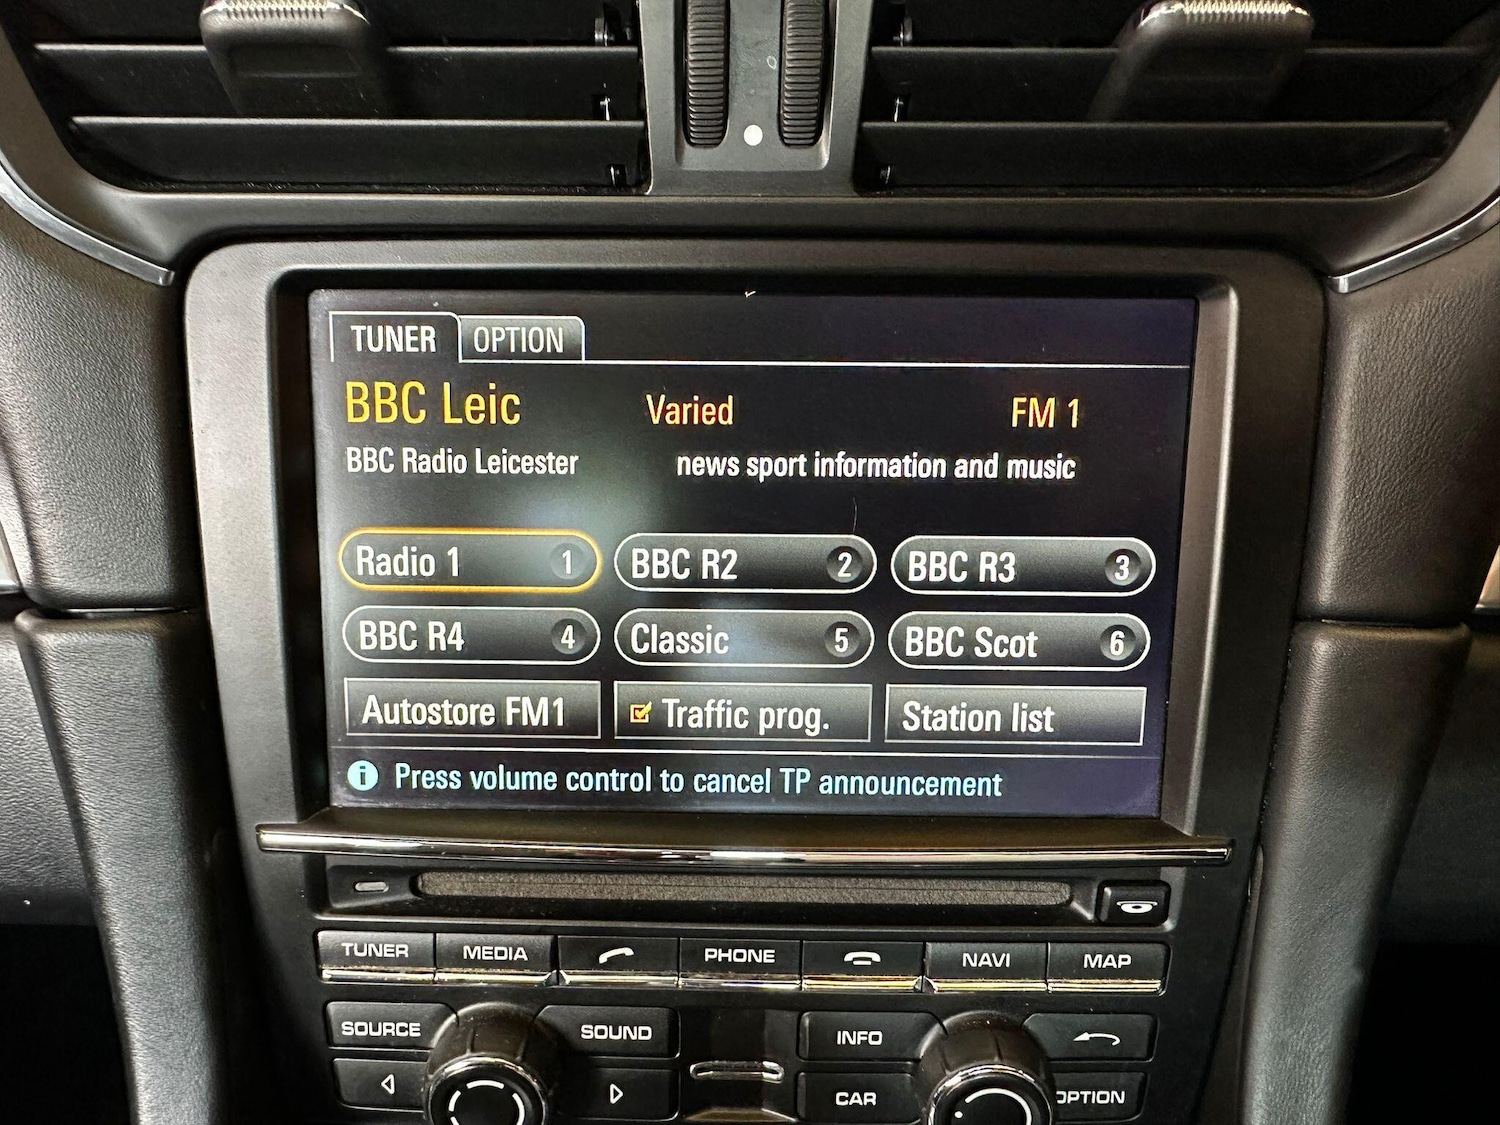 TUNER OPTION
BBC Leic Varied FM 1
BBC Radio Leicester news sport information and music
Radio 1 1 BBC R2 2 BBC R3 3
BBC R4 4 Classic 5 BBC Scot 6
Autostore FM1 Traffic prog. Station list
i Press volume control to cancel TP announcement
TUNER MEDIA PHONE NAVI MAP
SOURCE SOUND INFO
CAR OPTION